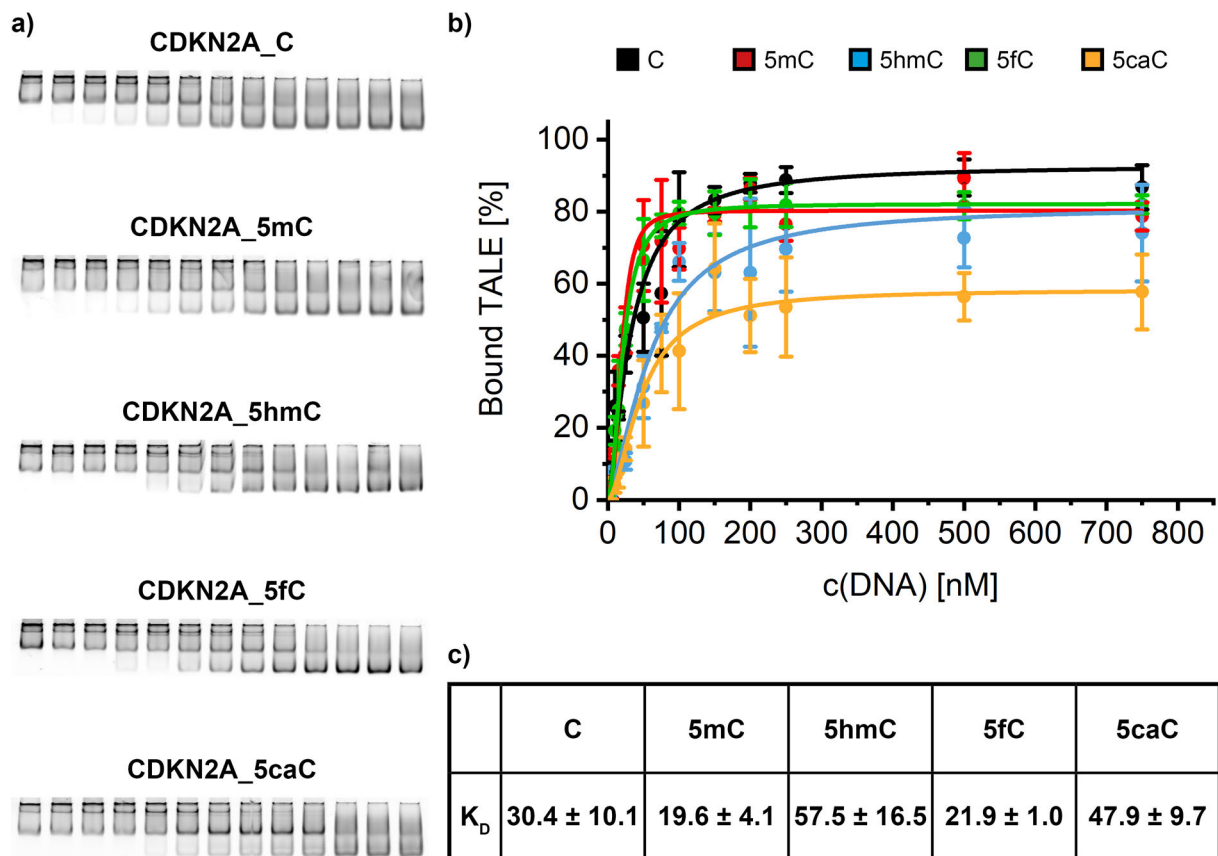 a)
CDKN2A_C
CDKN2A_5mC
CDKN2A_5hmC
CDKN2A_5fC
CDKN2A_5caC
b)
C 5mC 5hmC 5fC 5caC
Bound TALE [%]
100
80
60
40
20
0
0 100 200 300 400 500 600 700 800
c(DNA) [nM]
c)
C 5mC 5hmC 5fC 5caC
K_D 30.4 ± 10.1 19.6 ± 4.1 57.5 ± 16.5 21.9 ± 1.0 47.9 ± 9.7